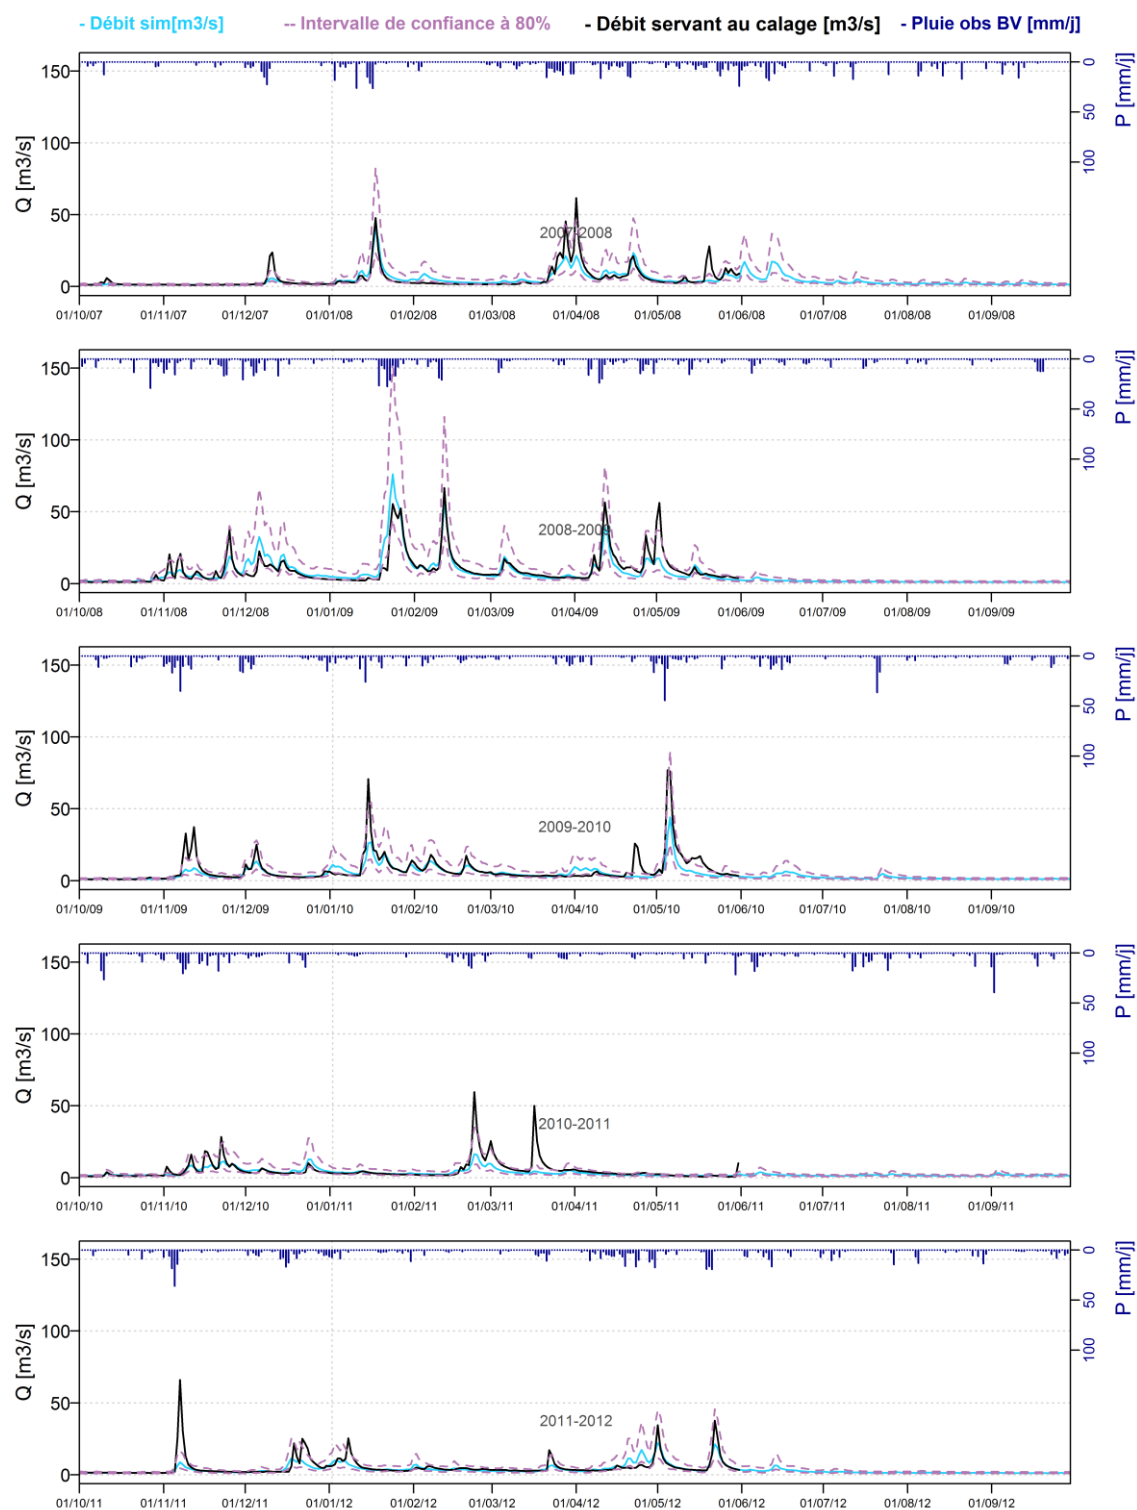 - Débit sim[m3/s] -- Intervalle de confiance à 80% - Débit servant au calage [m3/s] - Pluie obs BV [mm/j]
150
100
50
0
Q [m3/s]
0
50
100
P [mm/j]
2007-2008
01/10/07 01/11/07 01/12/07 01/01/08 01/02/08 01/03/08 01/04/08 01/05/08 01/06/08 01/07/08 01/08/08 01/09/08
150
100
50
0
Q [m3/s]
0
50
100
P [mm/j]
2008-2009
01/10/08 01/11/08 01/12/08 01/01/09 01/02/09 01/03/09 01/04/09 01/05/09 01/06/09 01/07/09 01/08/09 01/09/09
150
100
50
0
Q [m3/s]
0
50
100
P [mm/j]
2009-2010
01/10/09 01/11/09 01/12/09 01/01/10 01/02/10 01/03/10 01/04/10 01/05/10 01/06/10 01/07/10 01/08/10 01/09/10
150
100
50
0
Q [m3/s]
0
50
100
P [mm/j]
2010-2011
01/10/10 01/11/10 01/12/10 01/01/11 01/02/11 01/03/11 01/04/11 01/05/11 01/06/11 01/07/11 01/08/11 01/09/11
150
100
50
0
Q [m3/s]
0
50
100
P [mm/j]
2011-2012
01/10/11 01/11/11 01/12/11 01/01/12 01/02/12 01/03/12 01/04/12 01/05/12 01/06/12 01/07/12 01/08/12 01/09/12